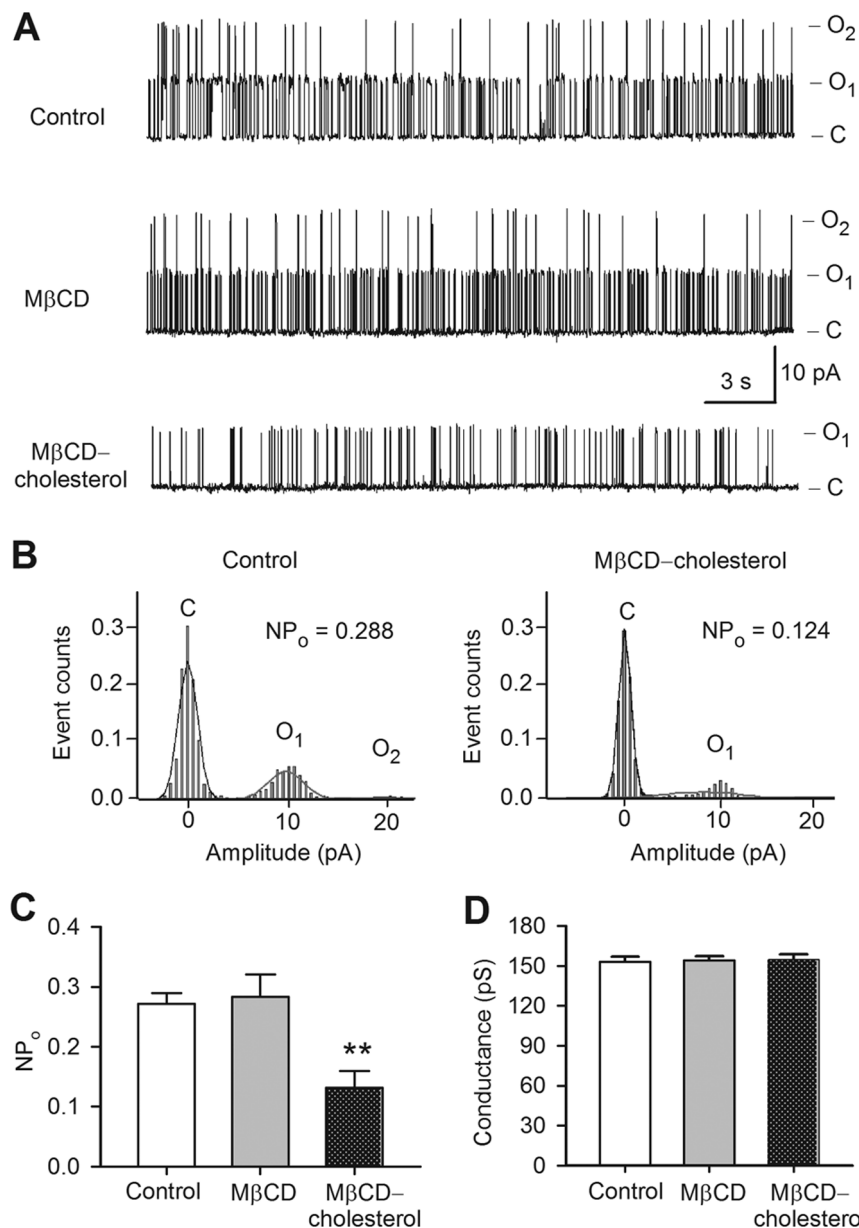 A
– O2
– O1
Control
– C
– O2
– O1
MβCD
– C
3 s
10 pA
– O1
MβCD–
cholesterol
– C
B
Control
MβCD–cholesterol
Event counts
0.3
0.2
0.1
0.0
C
NPo = 0.288
O1
O2
0
10
20
Amplitude (pA)
Event counts
0.3
0.2
0.1
0.0
C
NPo = 0.124
O1
0
10
20
Amplitude (pA)
C
NPo
0.4
0.3
0.2
0.1
0.0
**
Control
MβCD
MβCD–
cholesterol
D
Conductance (pS)
180
150
120
90
60
30
0
Control
MβCD
MβCD–
cholesterol